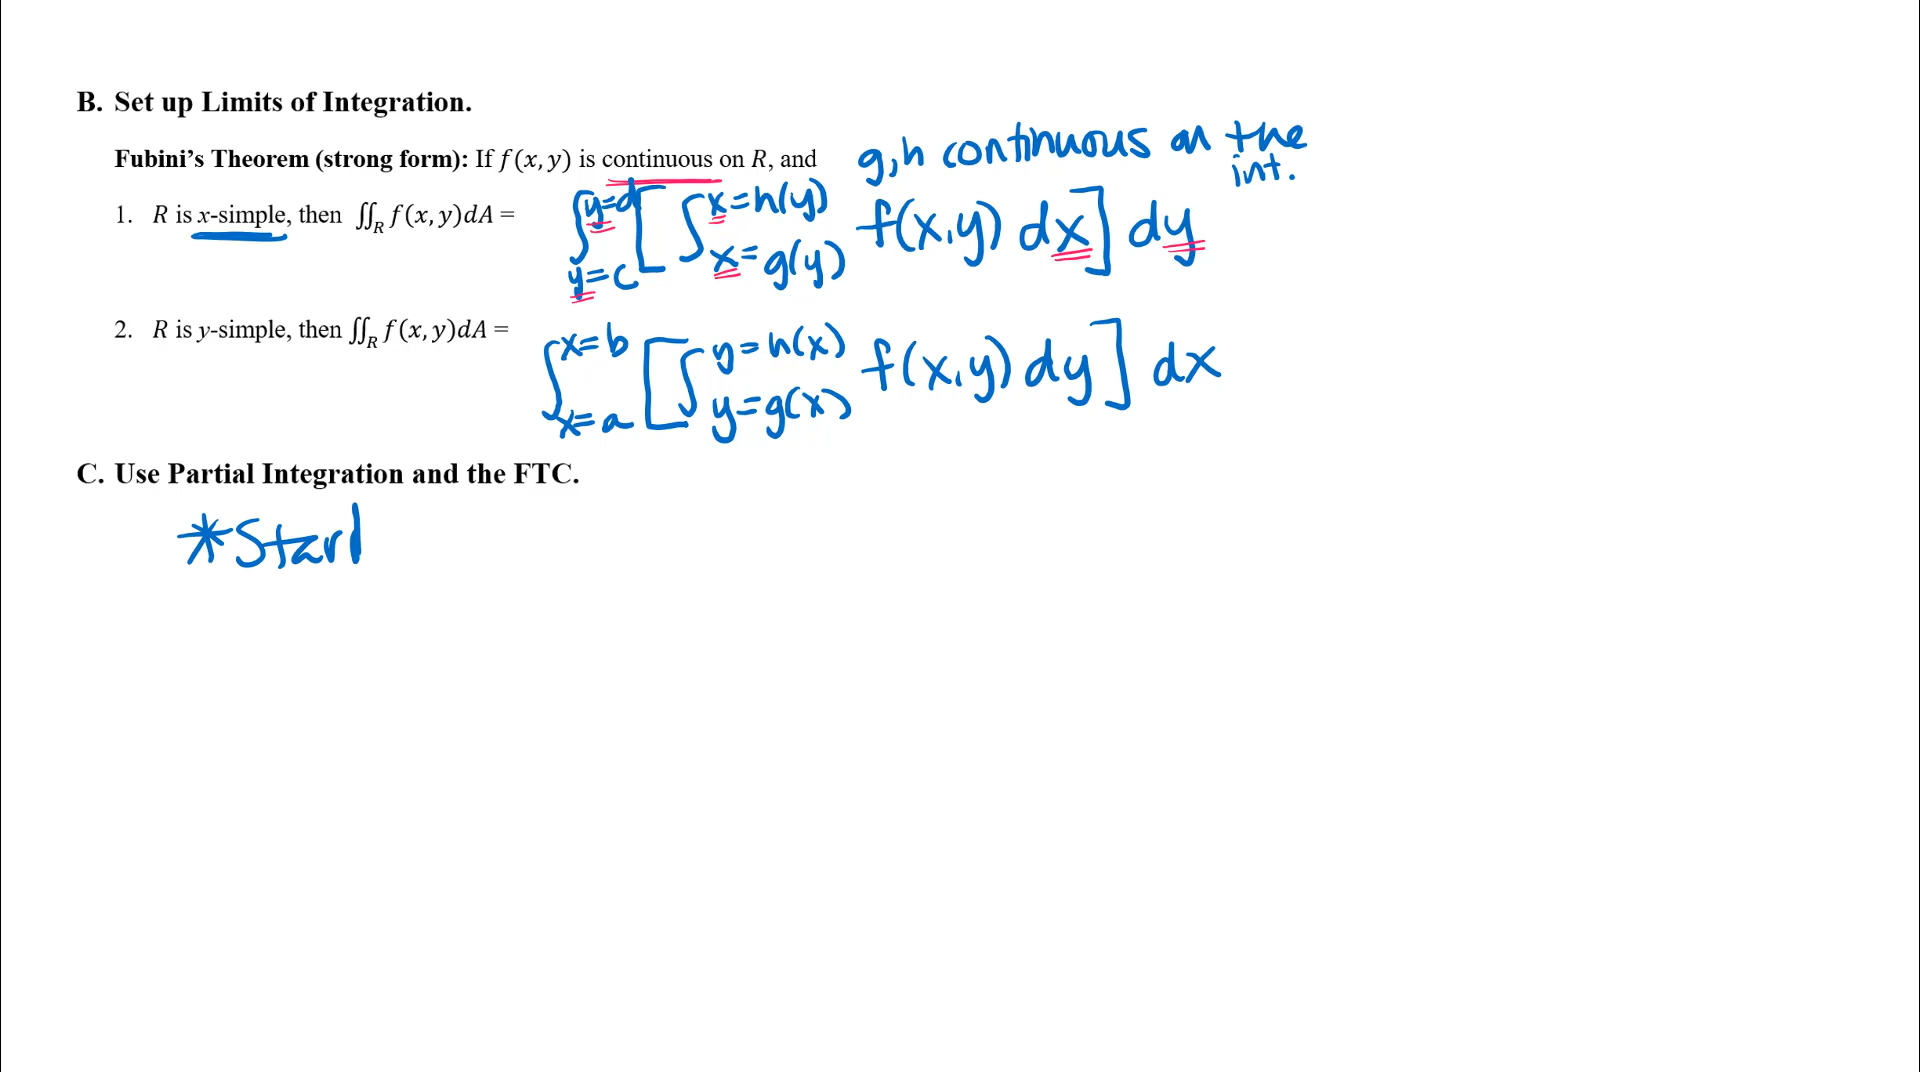 B. Set up Limits of Integration.
Fubini's Theorem (strong form): If f(x, y) is continuous on R, and g,h continuous on the int.
1. R is x-simple, then ∬_R f(x, y)dA = ∫_{y=c}^{y=d} [∫_{x=g(y)}^{x=h(y)} f(x,y) dx] dy
2. R is y-simple, then ∬_R f(x, y)dA = ∫_{x=a}^{x=b} [∫_{y=g(x)}^{y=h(x)} f(x,y) dy] dx
C. Use Partial Integration and the FTC.